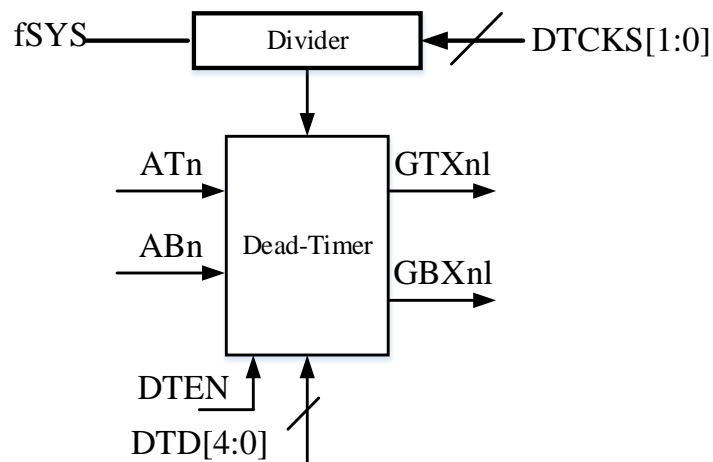 fSYS
Divider
DTCKS[1:0]
ATn
GTXnl
ABn
Dead-Timer
GBXnl
DTEN
DTD[4:0]